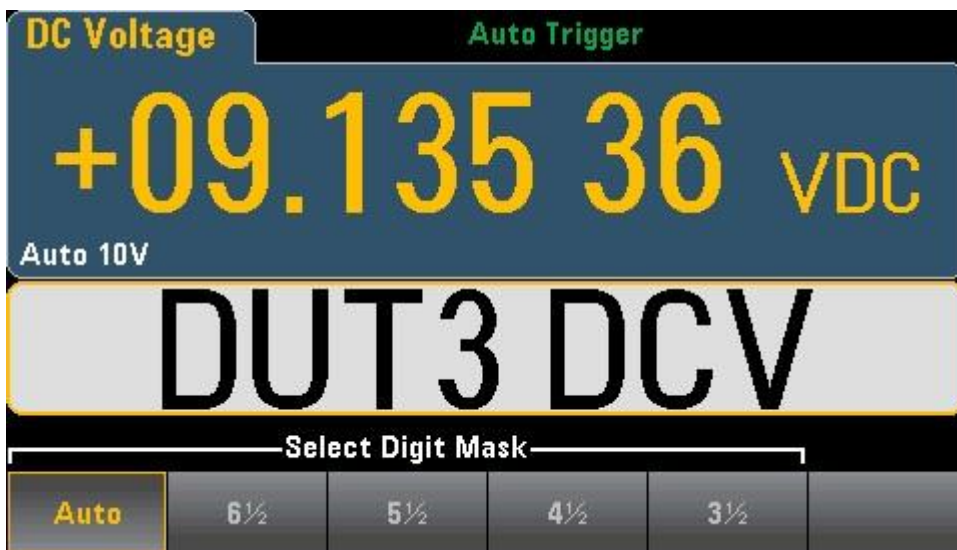 DC Voltage Auto Trigger
+09.135 36 VDC
Auto 10V
DUT3 DCV
Select Digit Mask
Auto 6½ 5½ 4½ 3½